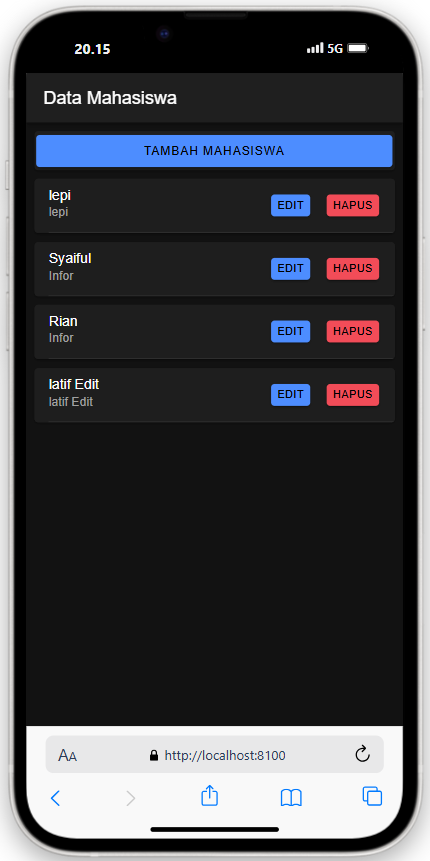 20.15
5G
Data Mahasiswa
TAMBAH MAHASISWA
lepi
lepi
EDIT HAPUS
Syaiful
Infor
EDIT HAPUS
Rian
Infor
EDIT HAPUS
latif Edit
latif Edit
EDIT HAPUS
AA http://localhost:8100